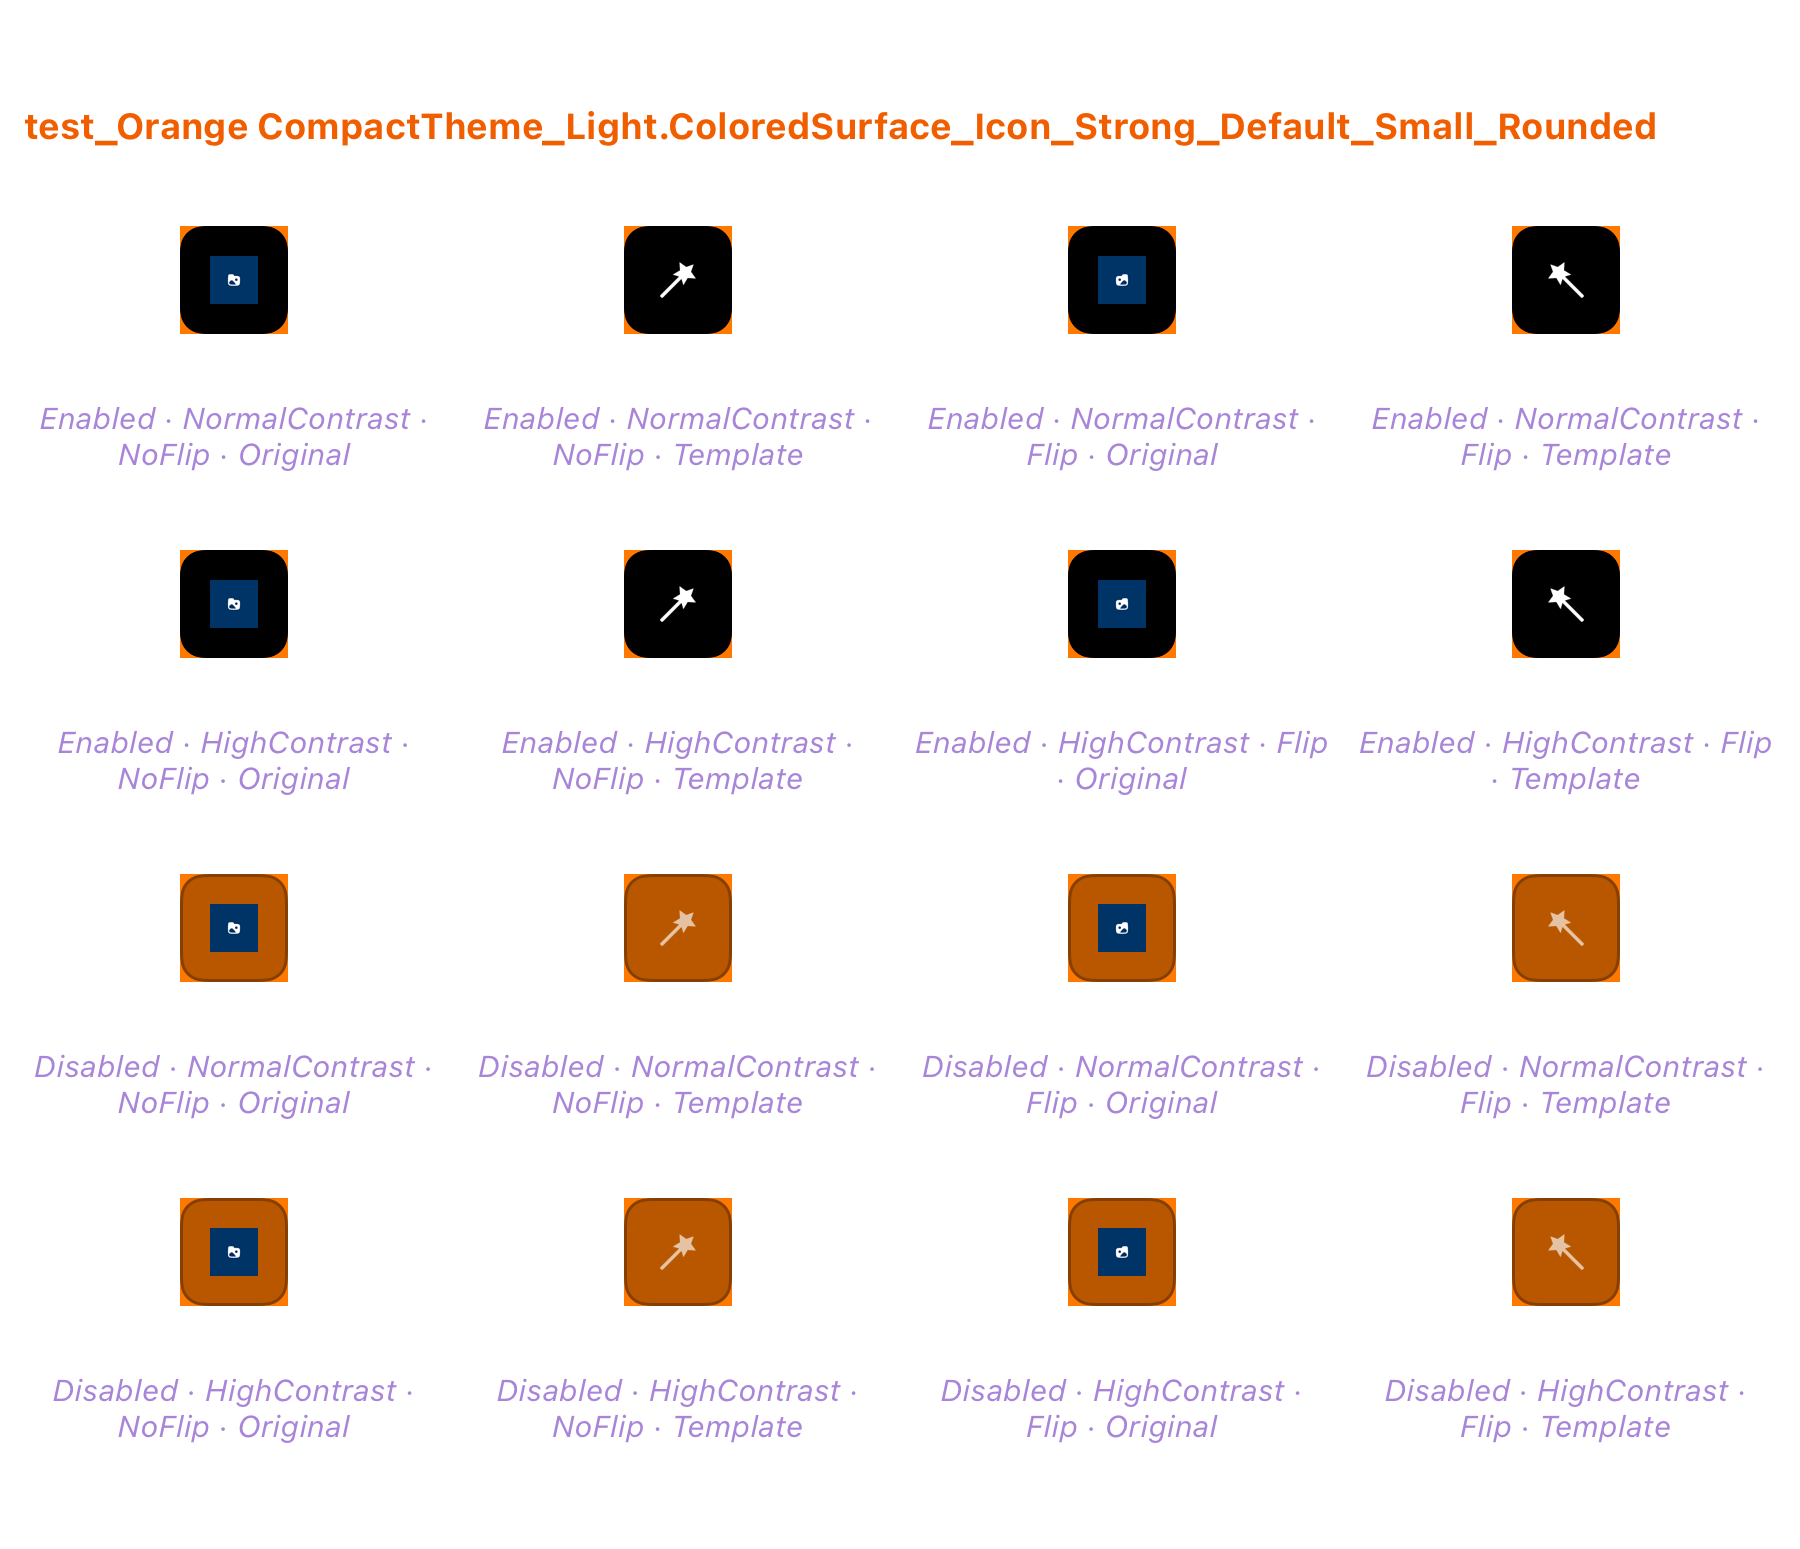 test_Orange CompactTheme_Light.ColoredSurface_Icon_Strong_Default_Small_Rounded
Enabled · NormalContrast ·
NoFlip · Original
Enabled · NormalContrast ·
NoFlip · Template
Enabled · NormalContrast ·
Flip · Original
Enabled · NormalContrast ·
Flip · Template
Enabled · HighContrast ·
NoFlip · Original
Enabled · HighContrast ·
NoFlip · Template
Enabled · HighContrast · Flip
· Original
Enabled · HighContrast · Flip
· Template
Disabled · NormalContrast ·
NoFlip · Original
Disabled · NormalContrast ·
NoFlip · Template
Disabled · NormalContrast ·
Flip · Original
Disabled · NormalContrast ·
Flip · Template
Disabled · HighContrast ·
NoFlip · Original
Disabled · HighContrast ·
NoFlip · Template
Disabled · HighContrast ·
Flip · Original
Disabled · HighContrast ·
Flip · Template